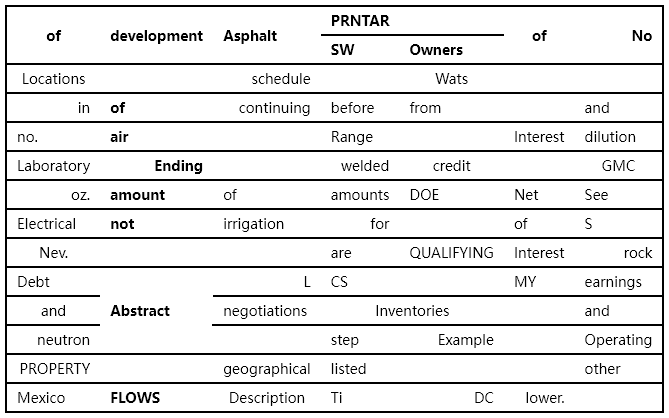 of development Asphalt PRNTAR of No
SW Owners
Locations schedule Wats
in of continuing before from and
no. air Range Interest dilution
Laboratory Ending welded credit GMC
oz. amount of amounts DOE Net See
Electrical not irrigation for of S
Nev. are QUALIFYING Interest rock
Debt L CS MY earnings
and Abstract negotiations Inventories and
neutron step Example Operating
PROPERTY geographical listed other
Mexico FLOWS Description Ti DC lower.